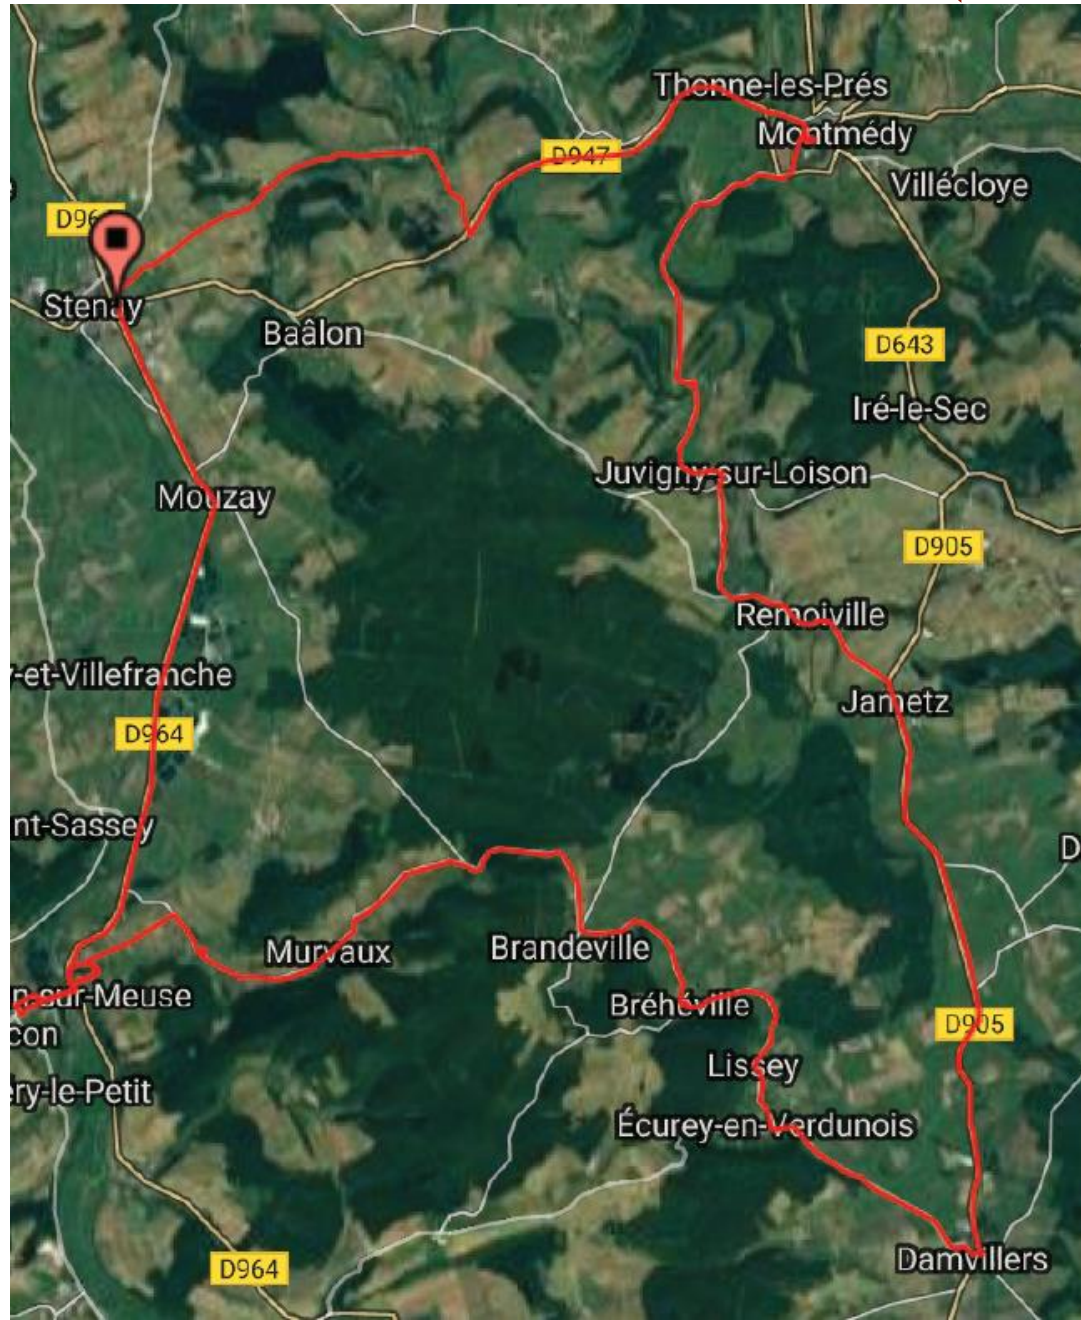 Thonne-les-Prés
Montmédy
D947
Villécloye
D96
Stenay
Baâlon
D643
Iré-le-Sec
Juvigny-sur-Loison
Mouzay
D905
Remoiville
y-et-Villefranche
Jametz
D964
nt-Sassey
D
Murvaux
Brandeville
n-sur-Meuse
Bréhéville
con
D905
Lissey
ery-le-Petit
Écurey-en-Verdunois
Damvillers
D964